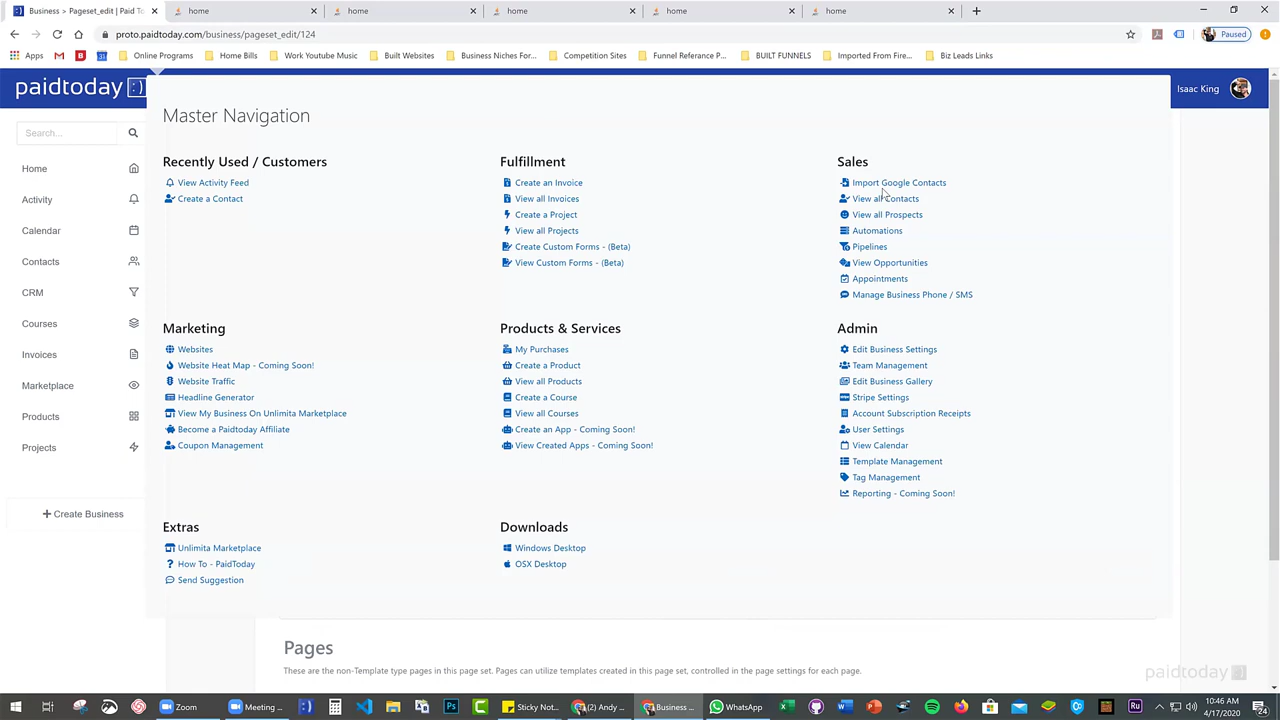 Business > Pageset_edit | Paid To
home
home
home
home
home
proto.paidtoday.com/business/pageset_edit/124
Paused
Apps
Online Programs
Home Bills
Work Youtube Music
Built Websites
Business Niches For...
Competition Sites
Funnel Reference P...
BUILT FUNNELS
Imported From Fire...
Biz Leads Links
paidtoday :)
Isaac King
Search...
Home
Activity
Calendar
Contacts
CRM
Courses
Invoices
Marketplace
Products
Projects
Create Business
Master Navigation
Recently Used / Customers
View Activity Feed
Create a Contact
Fulfillment
Create an Invoice
View all Invoices
Create a Project
View all Projects
Create Custom Forms - (Beta)
View Custom Forms - (Beta)
Sales
Import Google Contacts
View all Contacts
View all Prospects
Automations
Pipelines
View Opportunities
Appointments
Manage Business Phone / SMS
Marketing
Websites
Website Heat Map - Coming Soon!
Website Traffic
Headline Generator
View My Business On Unlimita Marketplace
Become a Paidtoday Affiliate
Coupon Management
Products & Services
My Purchases
Create a Product
View all Products
Create a Course
View all Courses
Create an App - Coming Soon!
View Created Apps - Coming Soon!
Admin
Edit Business Settings
Team Management
Edit Business Gallery
Stripe Settings
Account Subscription Receipts
User Settings
View Calendar
Template Management
Tag Management
Reporting - Coming Soon!
Extras
Unlimita Marketplace
How To - PaidToday
Send Suggestion
Downloads
Windows Desktop
OSX Desktop
Pages
These are the non-Template type pages in this page set. Pages can utilize templates created in this page set, controlled in the page settings for each page.
paidtoday :)
Zoom
Meeting ...
Sticky Not...
(2) Andy ...
Business ...
WhatsApp
10:46 AM
4/17/2020